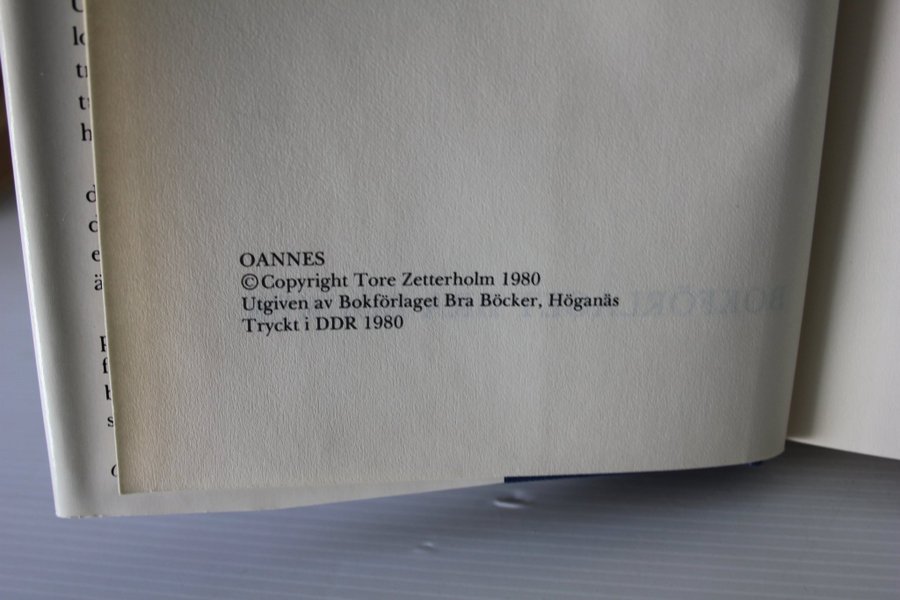 OANNES
© Copyright Tore Zetterholm 1980
Utgiven av Bokförlaget Bra Böcker, Höganäs
Tryckt i DDR 1980